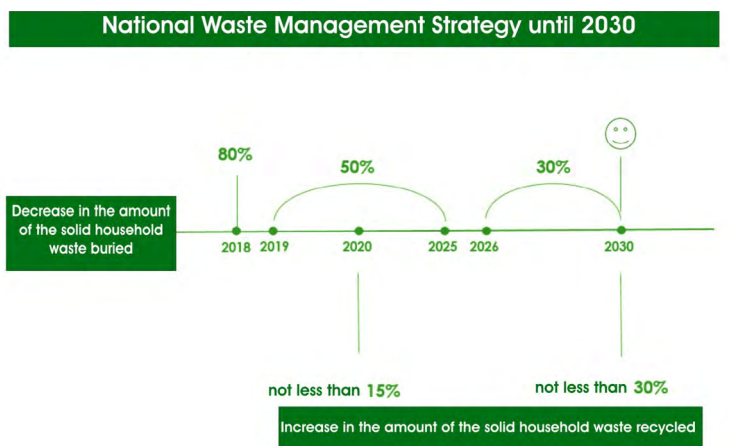 National Waste Management Strategy until 2030
80%
50%
30%
Decrease in the amount
of the solid household
waste buried
2018 2019 2020 2025 2026 2030
not less than 15%
not less than 30%
Increase in the amount of the solid household waste recycled